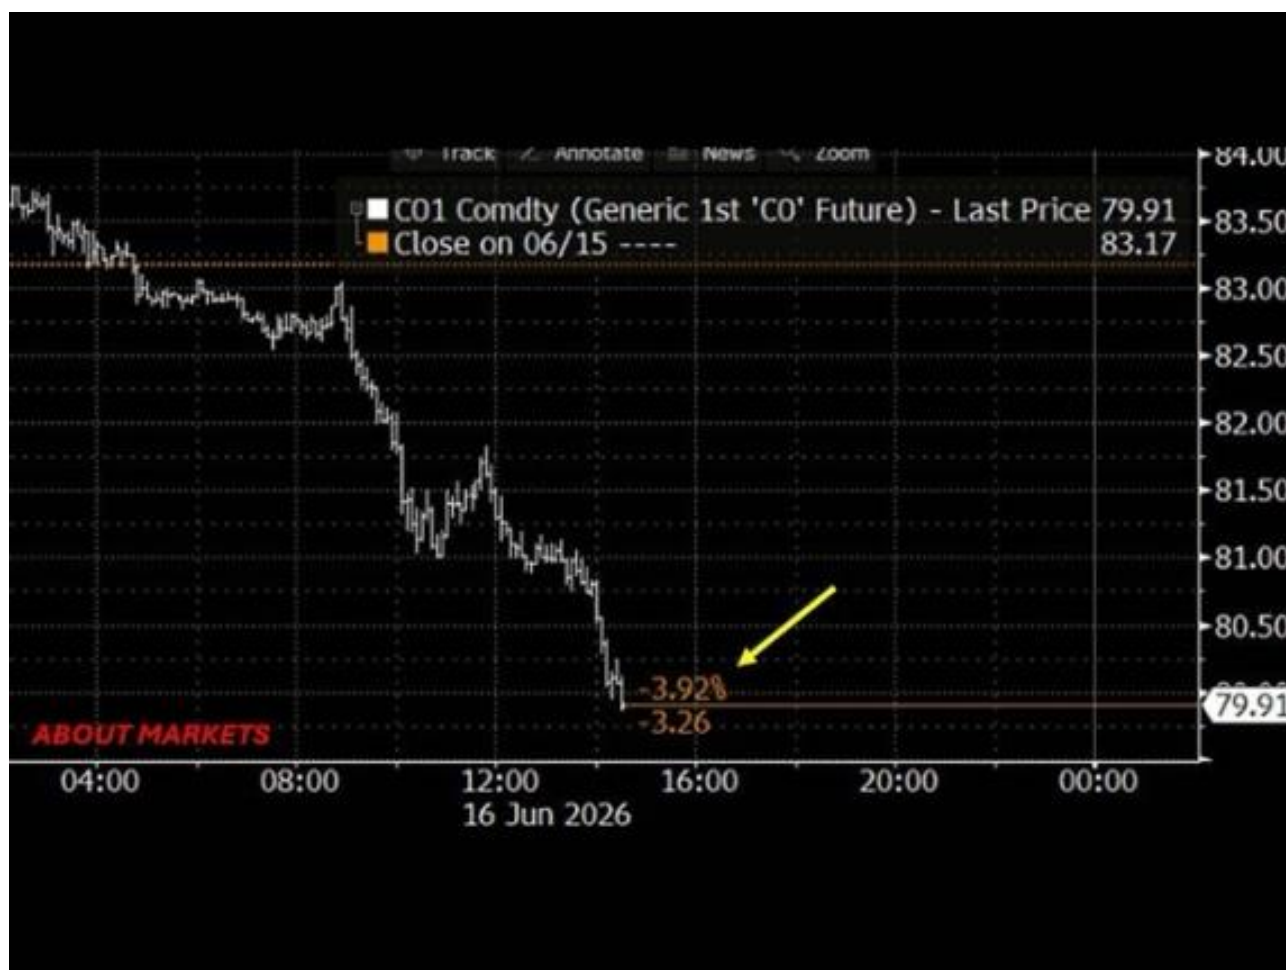 Track Annotate News Zoom
84.00
CO1 Comdty (Generic 1st 'CO' Future) - Last Price 79.91
83.50
Close on 06/15 ---- 83.17
83.00
82.50
82.00
81.50
81.00
80.50
-3.92%
79.91
-3.26
ABOUT MARKETS
04:00 08:00 12:00 16:00 20:00 00:00
16 Jun 2026